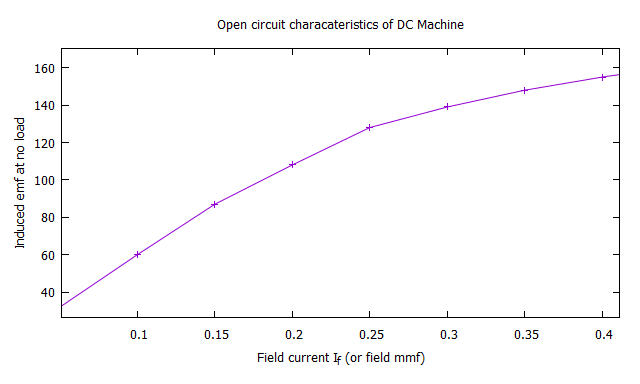 Open circuit characateristics of DC Machine
160
140
120
100
80
60
40
Induced emf at no load
0.1 0.15 0.2 0.25 0.3 0.35 0.4
Field current If (or field mmf)